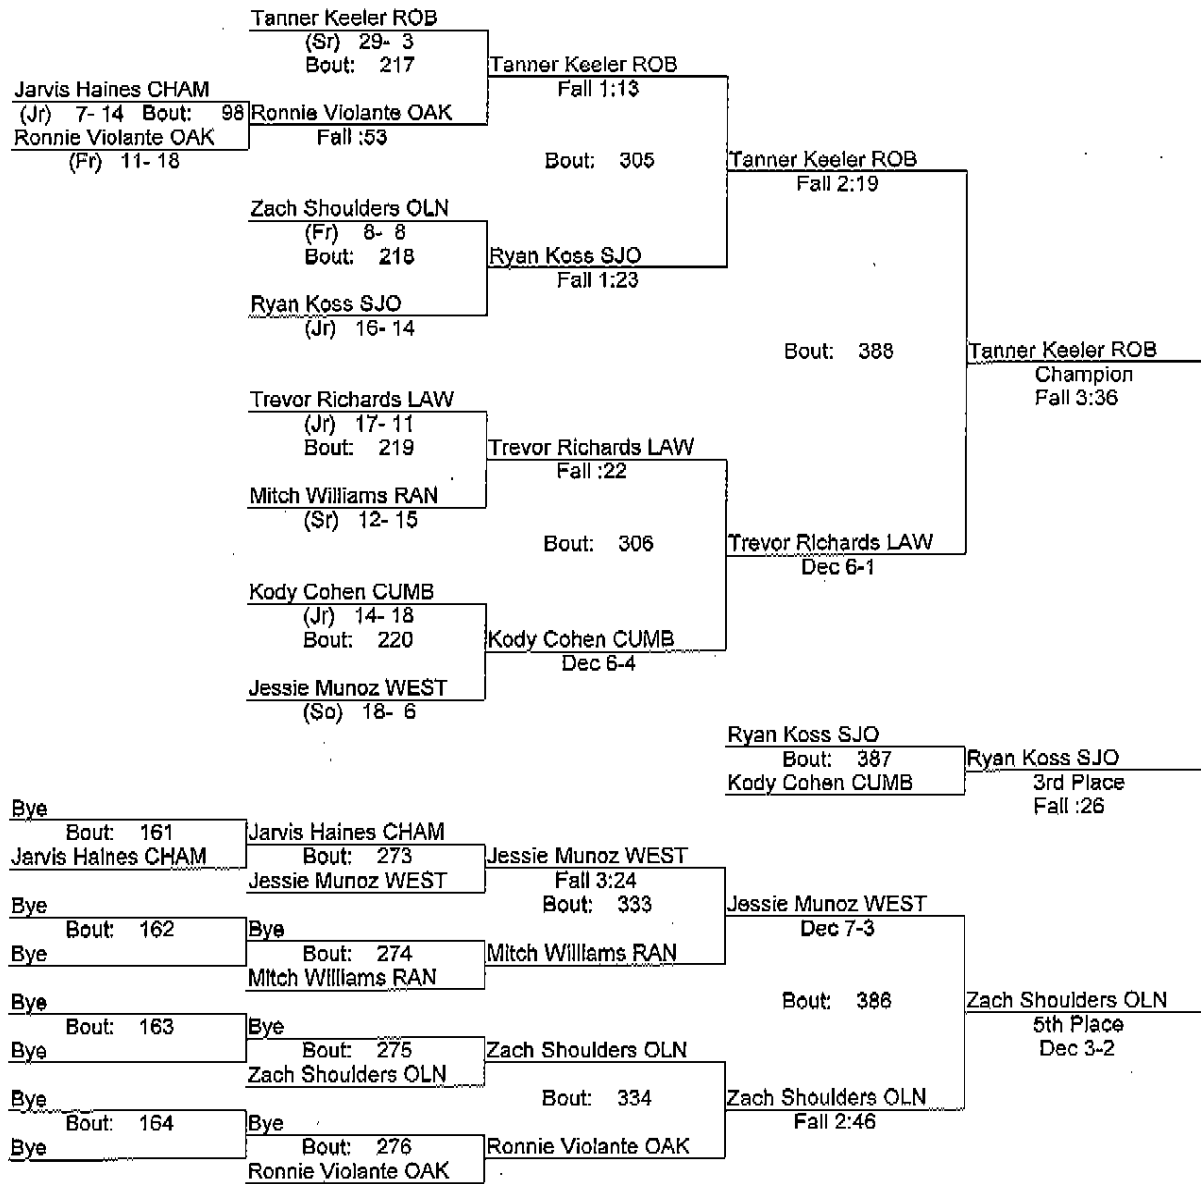 Tanner Keeler ROB
(Sr) 29- 3
Bout: 217
Tanner Keeler ROB
Fall 1:13
Jarvis Haines CHAM
(Jr) 7- 14 Bout: 98
Ronnie Violante OAK
(Fr) 11- 18
Ronnie Violante OAK
Fall :53
Bout: 305
Tanner Keeler ROB
Fall 2:19
Zach Shoulders OLN
(Fr) 8- 8
Bout: 218
Ryan Koss SJO
Fall 1:23
Ryan Koss SJO
(Jr) 16- 14
Bout: 388
Tanner Keeler ROB
Champion
Fall 3:36
Trevor Richards LAW
(Jr) 17- 11
Bout: 219
Trevor Richards LAW
Fall :22
Mitch Williams RAN
(Sr) 12- 15
Bout: 306
Trevor Richards LAW
Dec 6-1
Kody Cohen CUMB
(Jr) 14- 18
Bout: 220
Kody Cohen CUMB
Dec 6-4
Jessie Munoz WEST
(So) 18- 6
Ryan Koss SJO
Bout: 387
Kody Cohen CUMB
Ryan Koss SJO
3rd Place
Fall :26
Bye
Bout: 161
Jarvis Haines CHAM
Jarvis Haines CHAM
Bout: 273
Jessie Munoz WEST
Jessie Munoz WEST
Fall 3:24
Bout: 333
Jessie Munoz WEST
Dec 7-3
Bye
Bout: 162
Bye
Bye
Bout: 274
Mitch Williams RAN
Mitch Williams RAN
Bout: 386
Zach Shoulders OLN
5th Place
Dec 3-2
Bye
Bout: 163
Bye
Bye
Bout: 275
Zach Shoulders OLN
Zach Shoulders OLN
Bout: 334
Zach Shoulders OLN
Fall 2:46
Bye
Bout: 164
Bye
Bye
Bout: 276
Ronnie Violante OAK
Ronnie Violante OAK